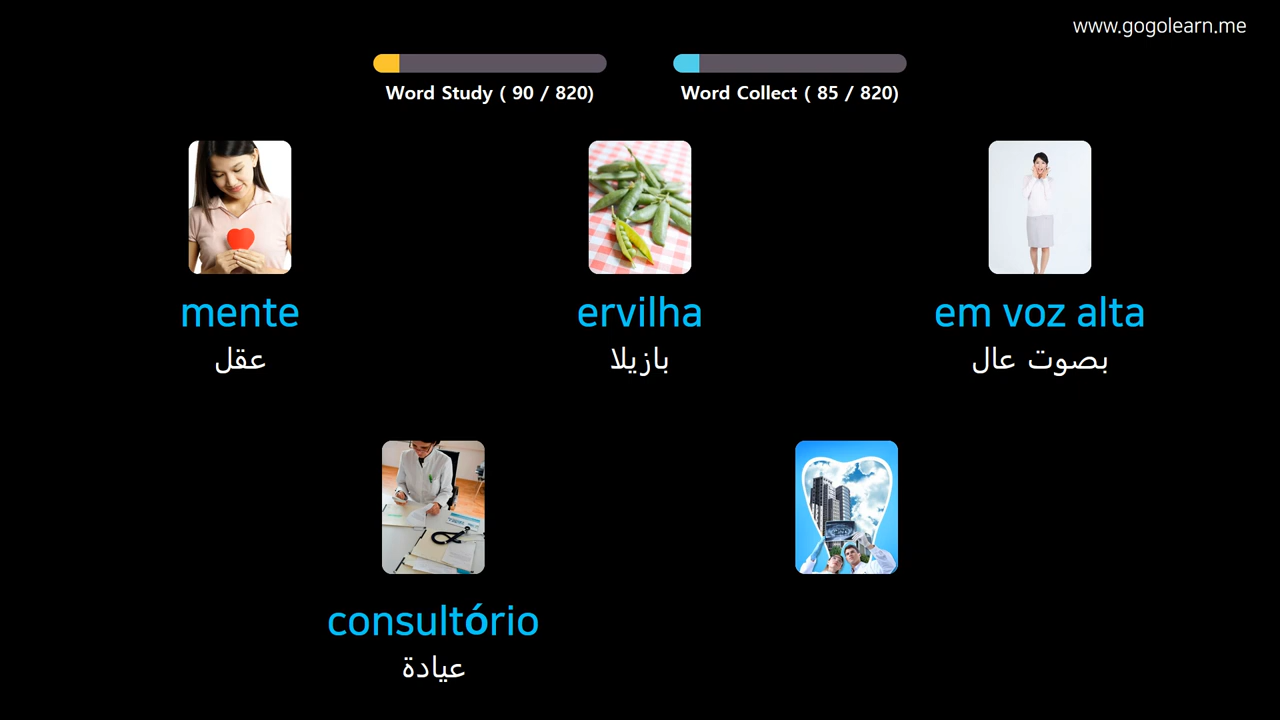 www.gogolearn.me
Word Study ( 90 / 820)
Word Collect ( 85 / 820)
mente
عقل
ervilha
بازيلا
em voz alta
بصوت عال
consultório
عيادة